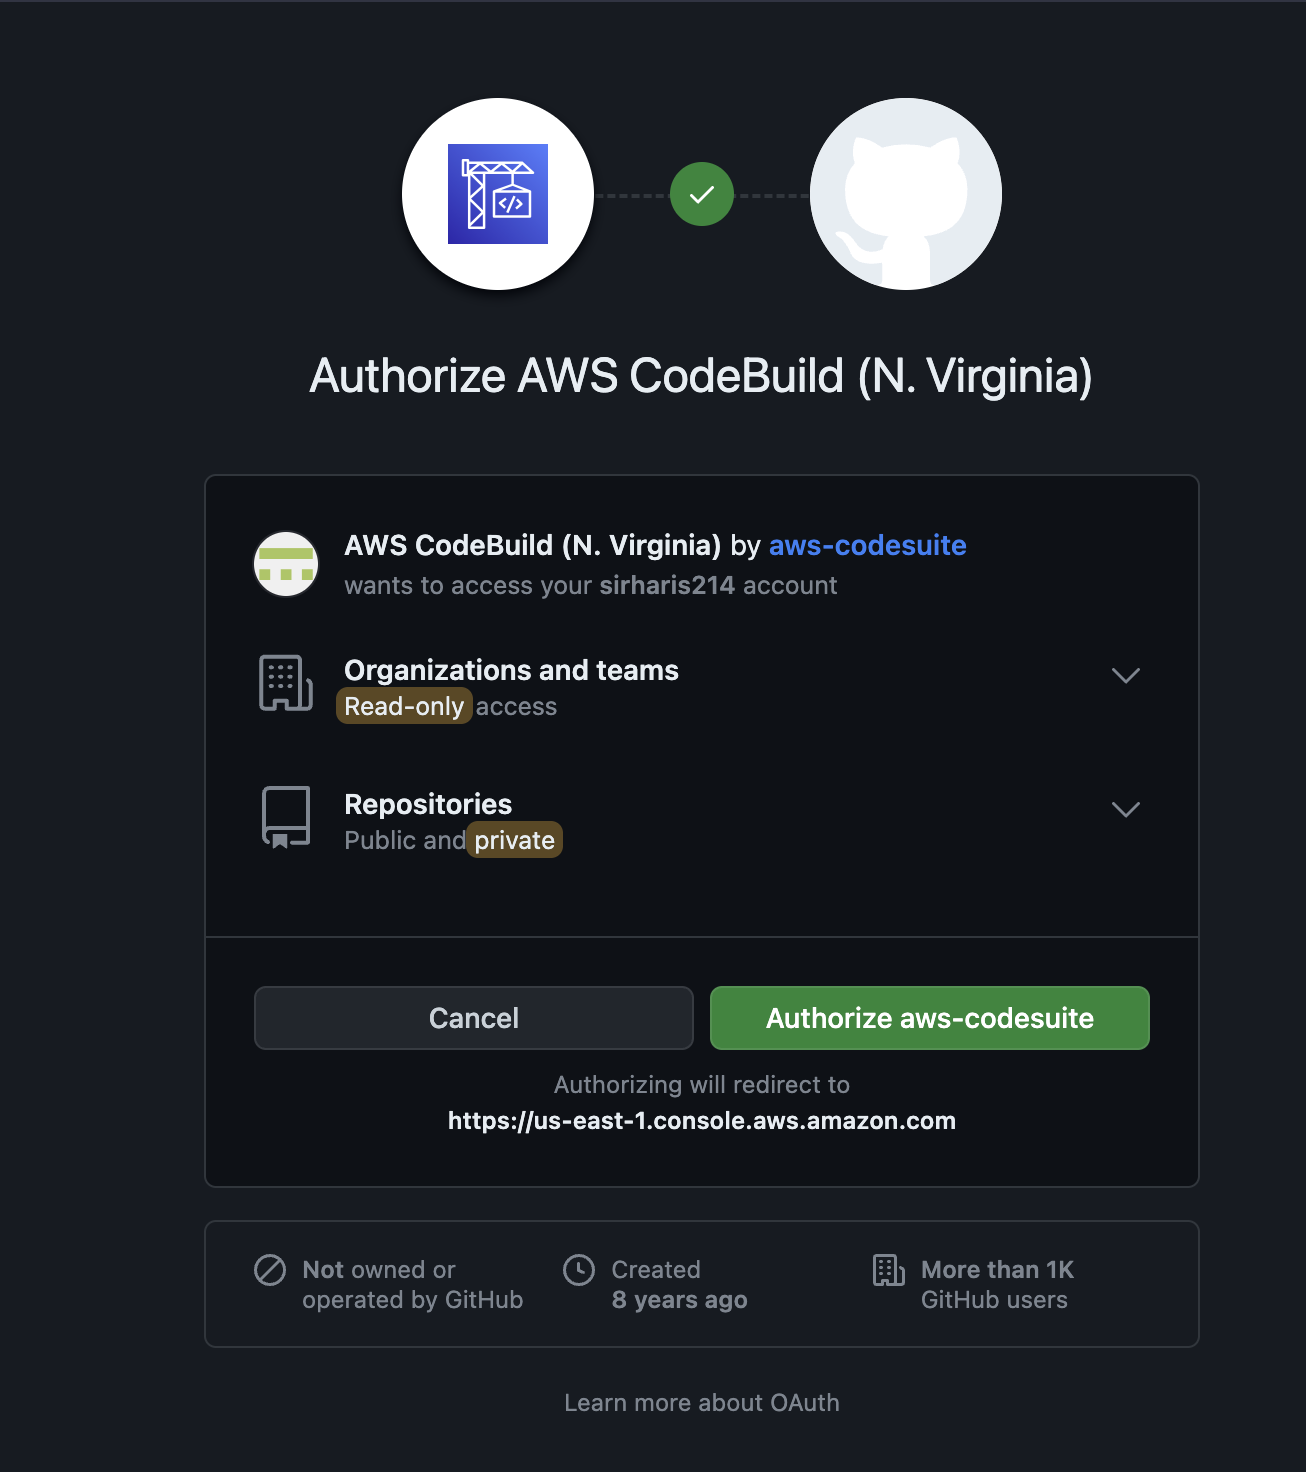 </>
Authorize AWS CodeBuild (N. Virginia)
AWS CodeBuild (N. Virginia) by aws-codesuite
wants to access your sirharis214 account
Organizations and teams
Read-only access
Repositories
Public and private
Cancel
Authorize aws-codesuite
Authorizing will redirect to
https://us-east-1.console.aws.amazon.com
Not owned or
operated by GitHub
Created
8 years ago
More than 1K
GitHub users
Learn more about OAuth